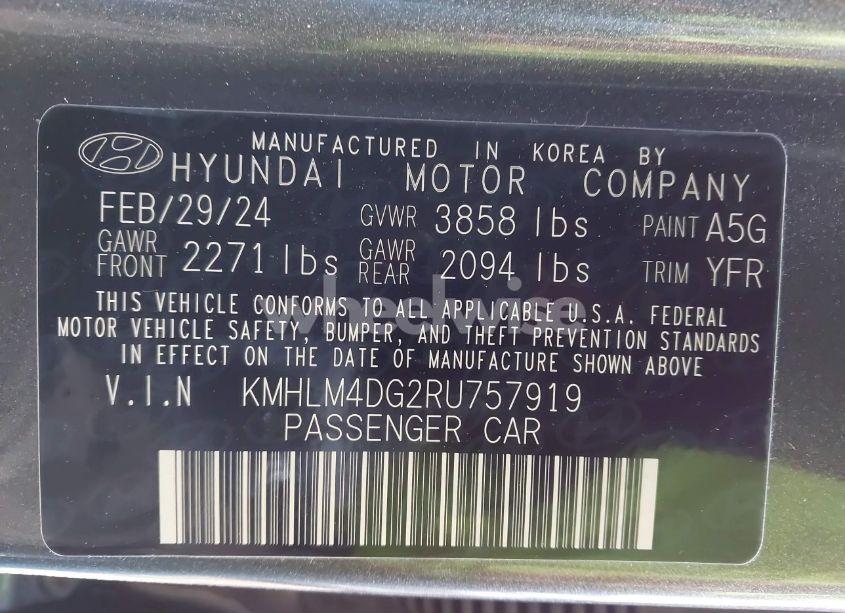 MANUFACTURED IN KOREA BY
HYUNDAI MOTOR COMPANY
FEB/29/24 GVWR 3858 lbs PAINT A5G
GAWR FRONT 2271 lbs GAWR REAR 2094 lbs TRIM YFR
THIS VEHICLE CONFORMS TO ALL APPLICABLE U.S.A. FEDERAL
MOTOR VEHICLE SAFETY, BUMPER, AND THEFT PREVENTION STANDARDS
IN EFFECT ON THE DATE OF MANUFACTURE SHOWN ABOVE
V.I.N KMHLM4DG2RU757919
PASSENGER CAR
wheelwise